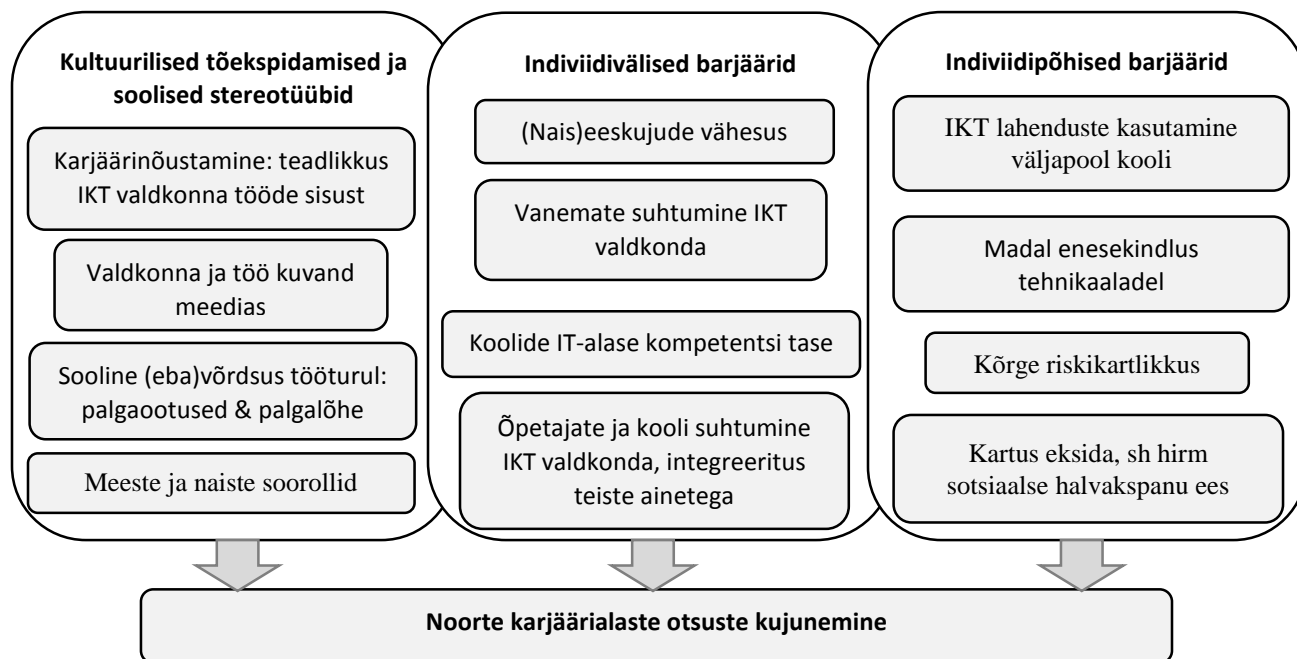 Kultuurilised tõekspidamised ja
soolised stereotüübid
Karjäärinõustamine: teadlikkus
IKT valdkonna tööde sisust
Valdkonna ja töö kuvand
meedias
Sooline (eba)võrdsus tööturul:
palgaootused & palgalõhe
Meeste ja naiste soorollid
Indiviidivälised barjäärid
(Nais)eeskujude vähesus
Vanemate suhtumine IKT
valdkonda
Koolide IT-alase kompetentsi tase
Õpetajate ja kooli suhtumine
IKT valdkonda, integreeritus
teiste ainetega
Indiviidipõhised barjäärid
IKT lahenduste kasutamine
väljapool kooli
Madal enesekindlus
tehnikaaladel
Kõrge riskikartlikkus
Kartus eksida, sh hirm
sotsiaalse halvakspanu ees
Noorte karjäärialaste otsuste kujunemine